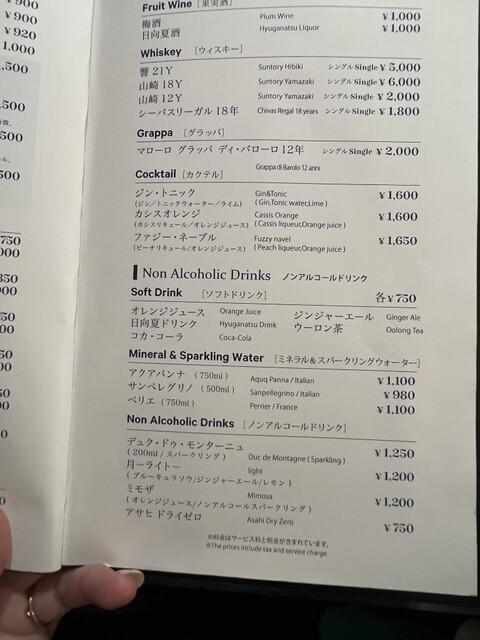 ¥900
¥900
¥920
1,000
,500
,500
500
500
750
000
Fruit Wine [果実酒]
梅酒 Plum Wine ¥1,000
日向夏酒 Hyuganatsu Liquor ¥1,000
Whiskey [ウィスキー]
響 21Y Suntory Hibiki シングル Single ¥5,000
山崎 18Y Suntory Yamazaki シングル Single ¥6,000
山崎 12Y Suntory Yamazaki シングル Single ¥2,000
シーバスリーガル 18年 Chivas Regal 18 years シングル Single ¥1,800
Grappa [グラッパ]
マローロ グラッパ ディ・バローロ 12年 シングル Single ¥2,000
Grappa di Barolo 12 anni
Cocktail [カクテル]
ジン・トニック Gin&Tonic ¥1,600
(ジン/トニックウォーター/ライム) ( Gin,Tonic water,Lime )
カシスオレンジ Cassis Orange ¥1,600
(カシスリキュール/オレンジジュース) ( Cassis liqueur,Orange juice )
ファジー・ネーブル Fuzzy navel ¥1,650
(ピーチリキュール/オレンジジュース) ( Peach liqueur,Orange juice )
Non Alcoholic Drinks ノンアルコールドリンク
Soft Drink [ソフトドリンク] 各¥750
オレンジジュース Orange Juice ジンジャーエール Ginger Ale
日向夏ドリンク Hyuganatsu Drink ウーロン茶 Oolong Tea
コカ・コーラ Coca-Cola
Mineral & Sparkling Water [ミネラル&スパークリングウォーター]
アクアパンナ (750ml) Aquq Panna / Italian ¥1,100
サンペレグリノ (500ml) Sanpellegrino / Italian ¥980
ペリエ (750ml) Perrier / France ¥1,100
Non Alcoholic Drinks [ノンアルコールドリンク]
デュク・ドゥ・モンターニュ Duc de Montagne ( Sparkling ) ¥1,250
(200ml / スパークリング)
月ーライトー light ¥1,200
(ブルーキュラソウ/ジンジャーエール/レモン)
ミモザ Mimosa ¥1,200
(オレンジジュース/ノンアルコールスパークリング)
アサヒ ドライゼロ Asahi Dry Zero ¥750
※料金はサービス料と税金が含まれています。
※The prices include tax and service charge.